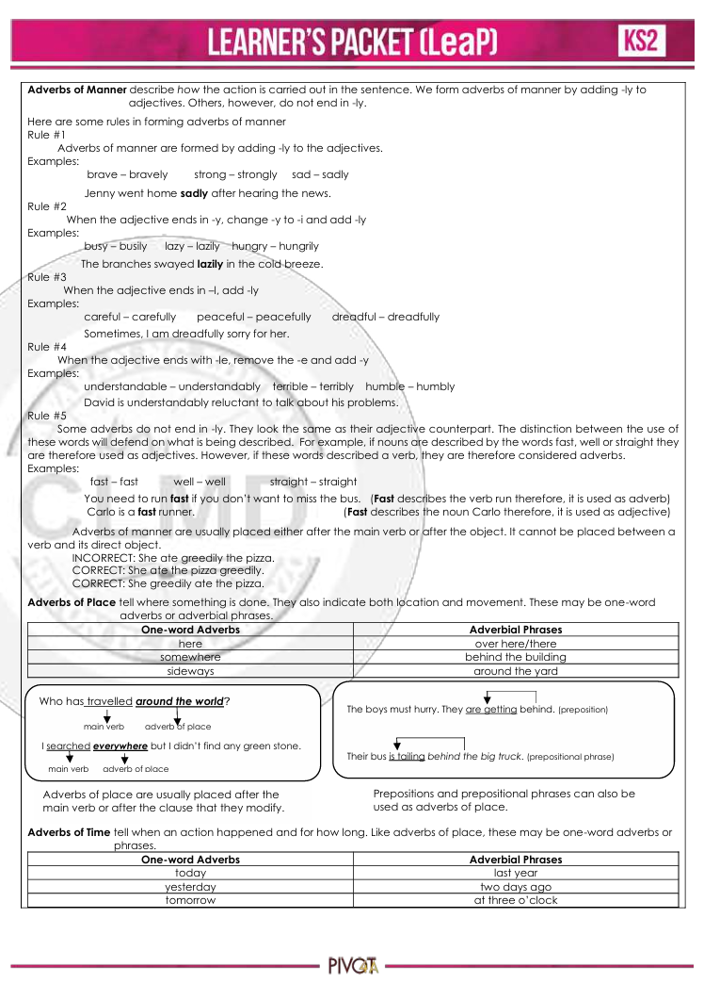 LEARNER'S PACKET (LeaP)
KS2
Adverbs of Manner describe how the action is carried out in the sentence. We form adverbs of manner by adding -ly to
adjectives. Others, however, do not end in -ly.
Here are some rules in forming adverbs of manner
Rule #1
Adverbs of manner are formed by adding -ly to the adjectives.
Examples:
brave – bravely strong – strongly sad – sadly
Jenny went home sadly after hearing the news.
Rule #2
When the adjective ends in -y, change -y to -i and add -ly
Examples:
busy – busily lazy – lazily hungry – hungrily
The branches swayed lazily in the cold breeze.
Rule #3
When the adjective ends in –l, add -ly
Examples:
careful – carefully peaceful – peacefully dreadful – dreadfully
Sometimes, I am dreadfully sorry for her.
Rule #4
When the adjective ends with -le, remove the -e and add -y
Examples:
understandable – understandably terrible – terribly humble – humbly
David is understandably reluctant to talk about his problems.
Rule #5
Some adverbs do not end in -ly. They look the same as their adjective counterpart. The distinction between the use of
these words will defend on what is being described. For example, if nouns are described by the words fast, well or straight they
are therefore used as adjectives. However, if these words described a verb, they are therefore considered adverbs.
Examples:
fast – fast well – well straight – straight
You need to run fast if you don't want to miss the bus. (Fast describes the verb run therefore, it is used as adverb)
Carlo is a fast runner. (Fast describes the noun Carlo therefore, it is used as adjective)
Adverbs of manner are usually placed either after the main verb or after the object. It cannot be placed between a
verb and its direct object.
INCORRECT: She ate greedily the pizza.
CORRECT: She ate the pizza greedily.
CORRECT: She greedily ate the pizza.
Adverbs of Place tell where something is done. They also indicate both location and movement. These may be one-word
adverbs or adverbial phrases.
One-word Adverbs Adverbial Phrases
here over here/there
somewhere behind the building
sideways around the yard
Who has travelled around the world?
main verb adverb of place
I searched everywhere but I didn't find any green stone.
main verb adverb of place
The boys must hurry. They are getting behind. (preposition)
Their bus is tailing behind the big truck. (prepositional phrase)
Adverbs of place are usually placed after the
main verb or after the clause that they modify.
Prepositions and prepositional phrases can also be
used as adverbs of place.
Adverbs of Time tell when an action happened and for how long. Like adverbs of place, these may be one-word adverbs or
phrases.
One-word Adverbs Adverbial Phrases
today last year
yesterday two days ago
tomorrow at three o'clock
CLMD
PIVOT 4A